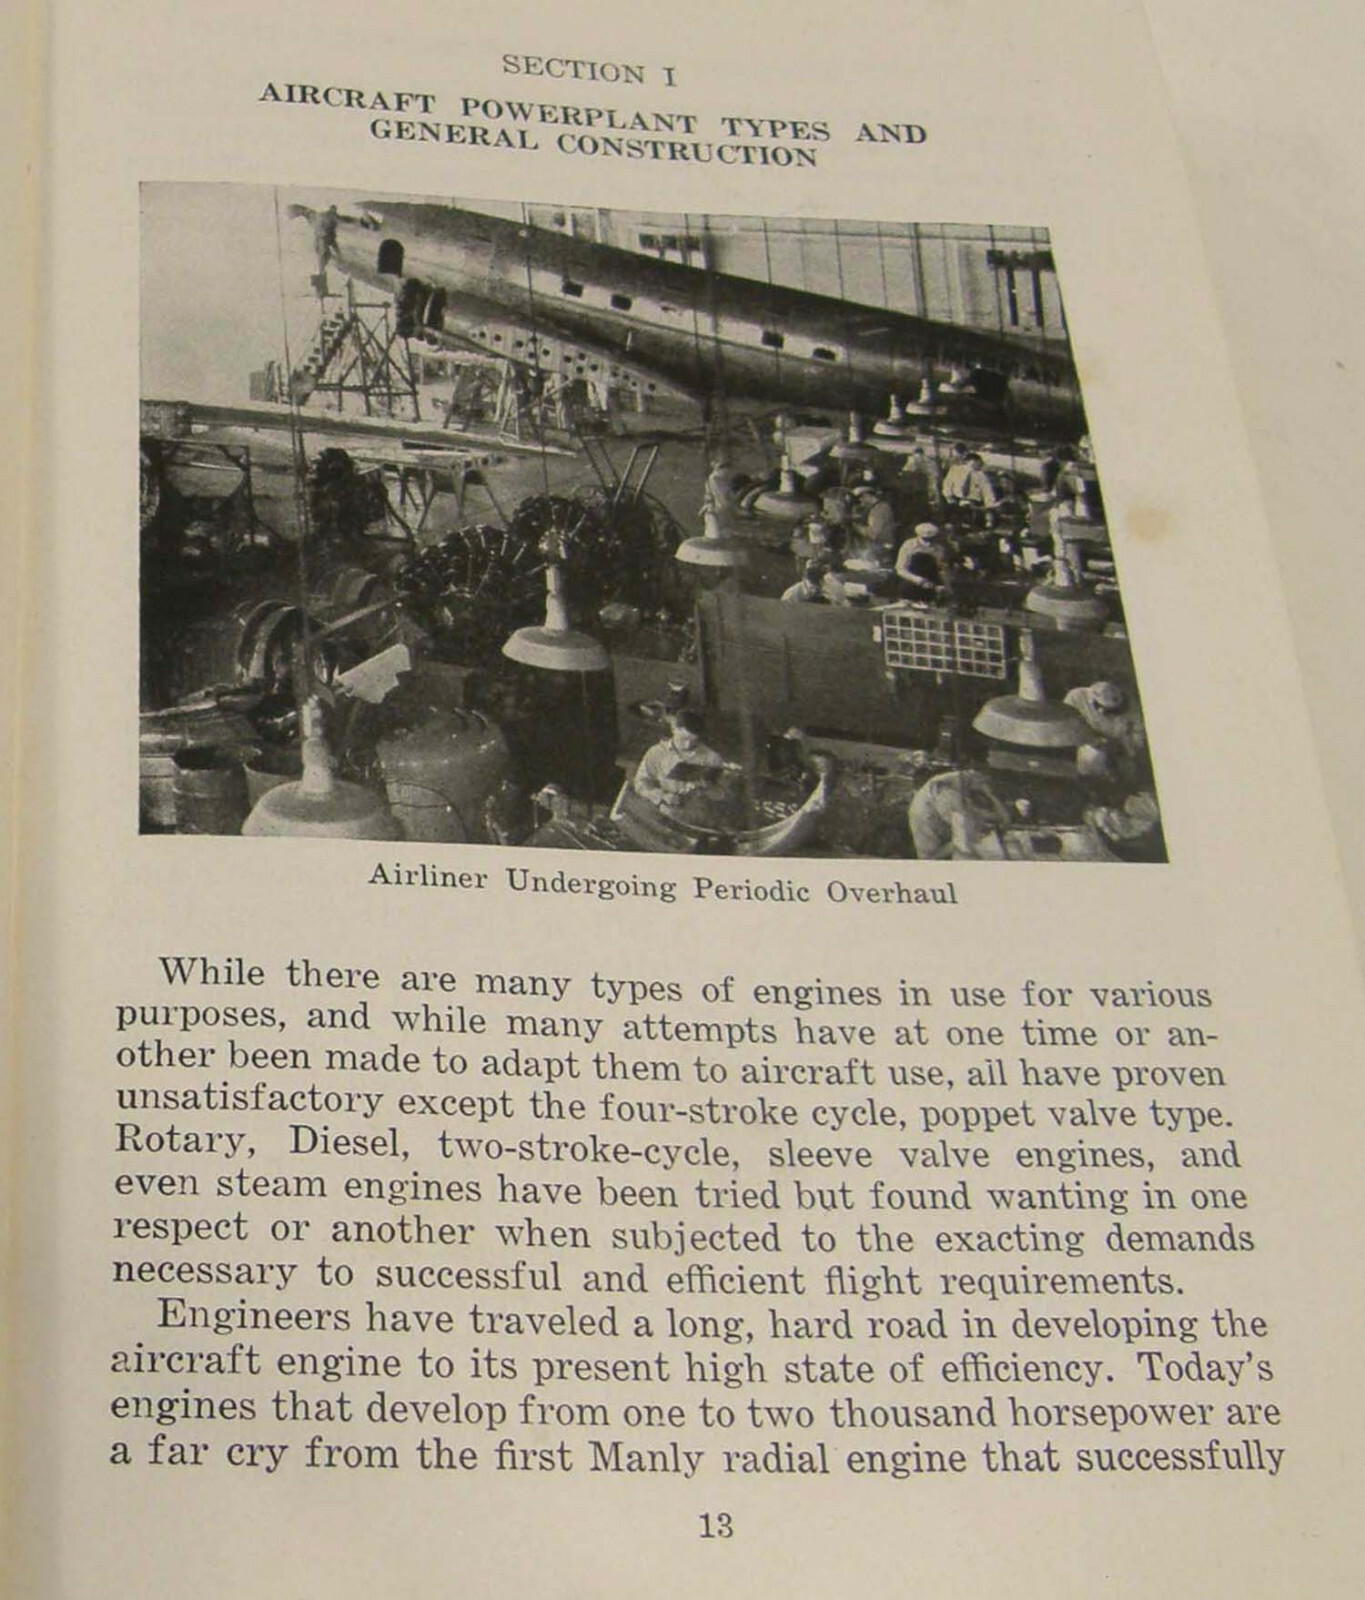 SECTION I
AIRCRAFT POWERPLANT TYPES AND
GENERAL CONSTRUCTION
Airliner Undergoing Periodic Overhaul
While there are many types of engines in use for various
purposes, and while many attempts have at one time or an-
other been made to adapt them to aircraft use, all have proven
unsatisfactory except the four-stroke cycle, poppet valve type.
Rotary, Diesel, two-stroke-cycle, sleeve valve engines, and
even steam engines have been tried but found wanting in one
respect or another when subjected to the exacting demands
necessary to successful and efficient flight requirements.
Engineers have traveled a long, hard road in developing the
aircraft engine to its present high state of efficiency. Today's
engines that develop from one to two thousand horsepower are
a far cry from the first Manly radial engine that successfully
13